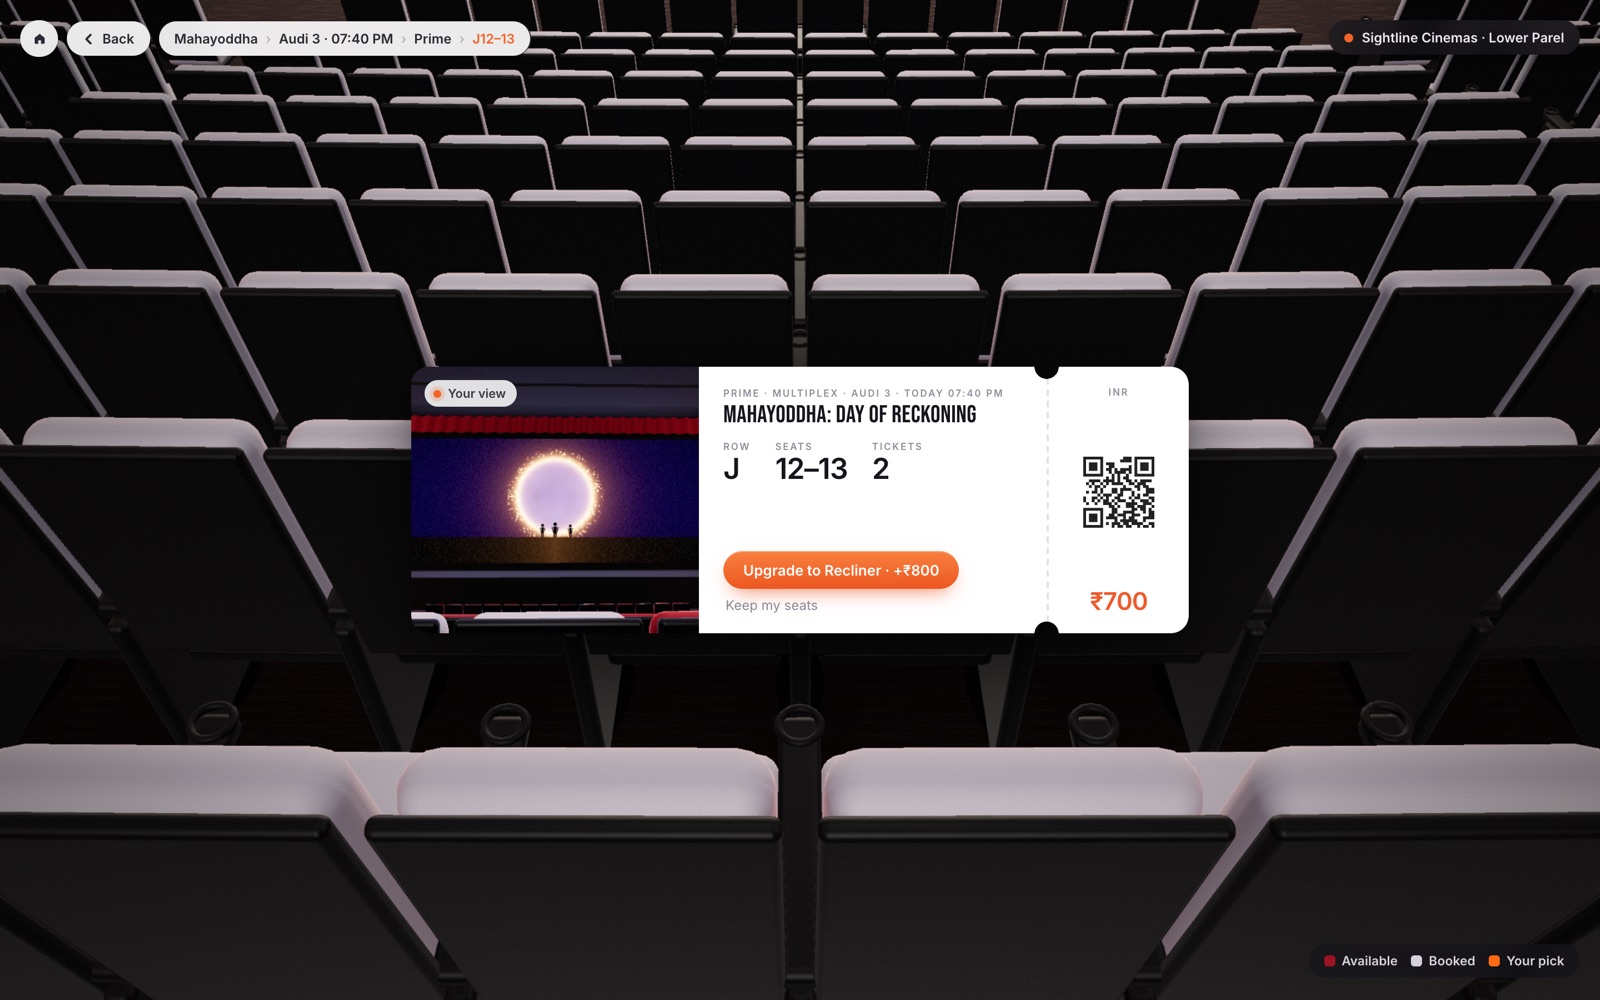 Back
Mahayoddha › Audi 3 · 07:40 PM › Prime › J12–13
Sightline Cinemas · Lower Parel
Your view
PRIME · MULTIPLEX · AUDI 3 · TODAY 07:40 PM
MAHAYODDHA: DAY OF RECKONING
ROW SEATS TICKETS
J 12–13 2
Upgrade to Recliner · +₹800
Keep my seats
INR
₹700
Available Booked Your pick